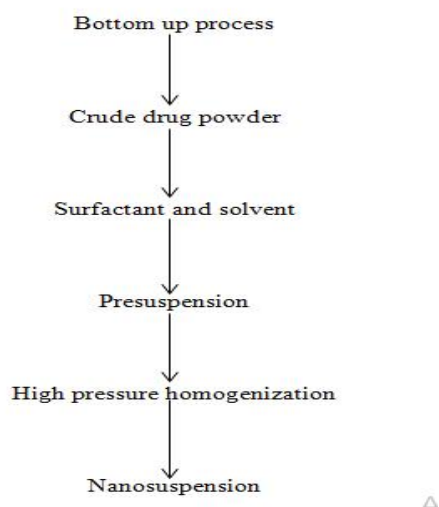 Bottom up process
Crude drug powder
Surfactant and solvent
Presuspension
High pressure homogenization
Nanosuspension